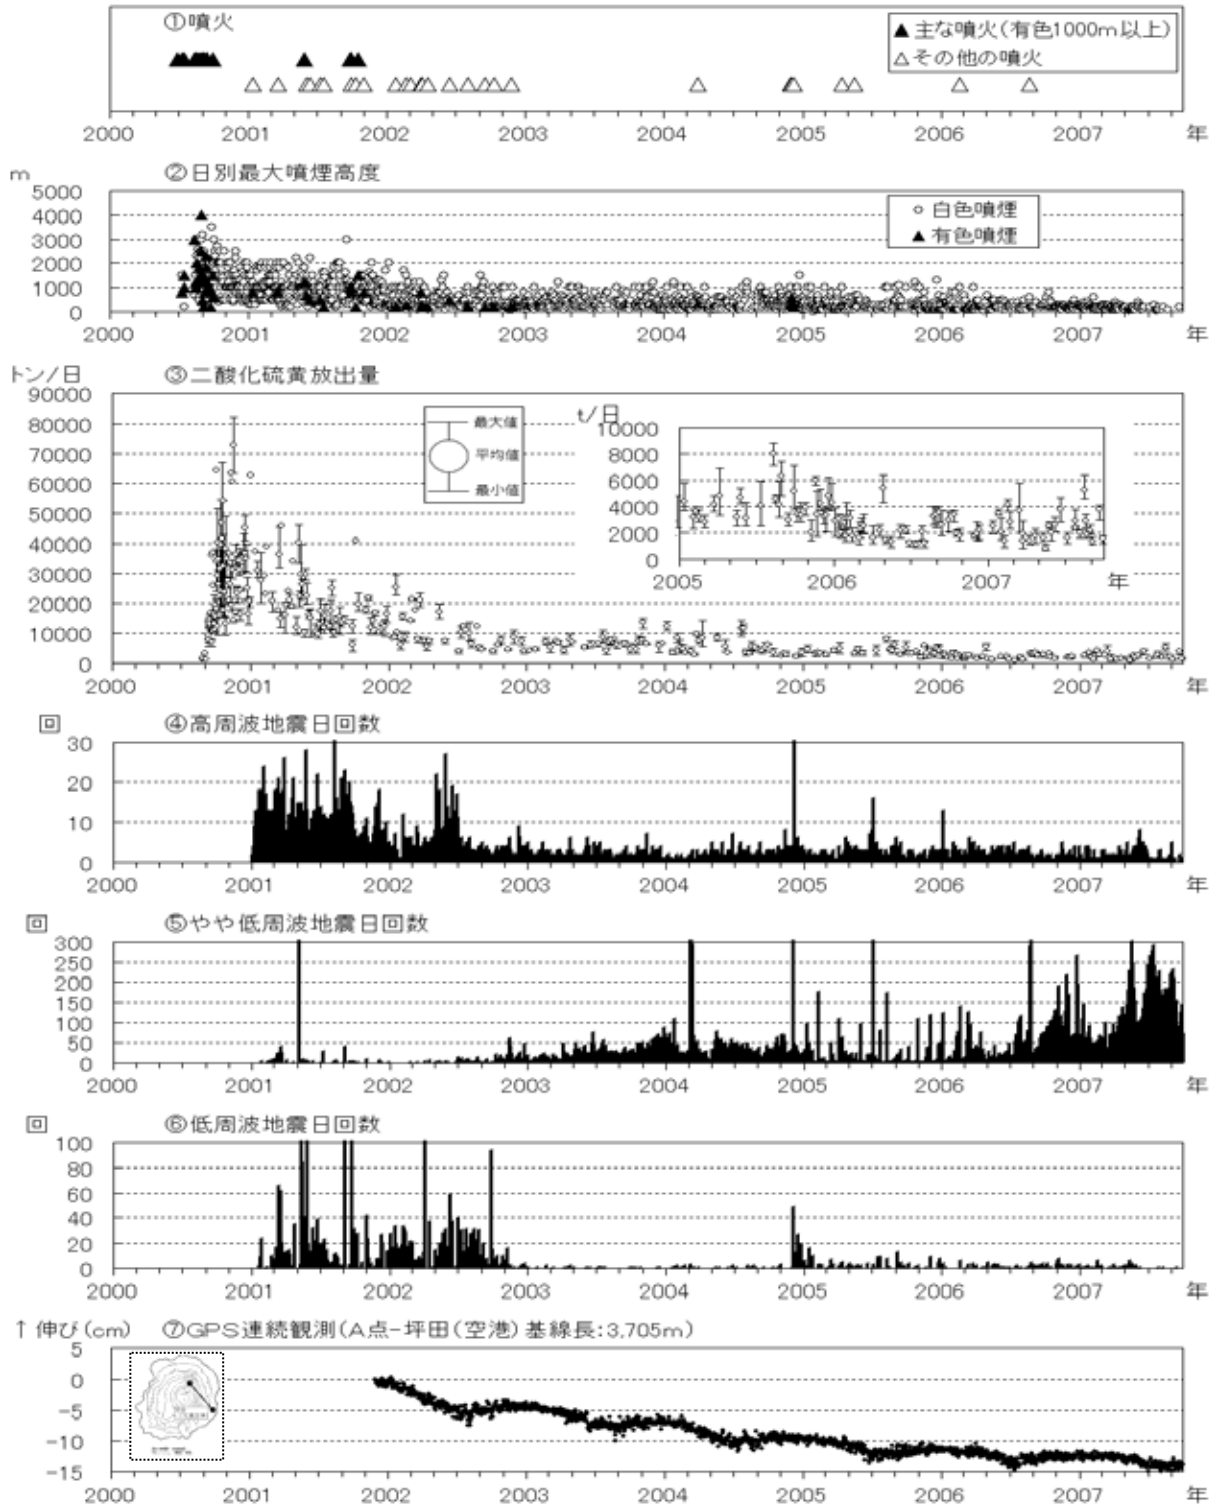 ①噴火
▲ 主な噴火(有色1000m以上)
△ その他の噴火
2000 2001 2002 2003 2004 2005 2006 2007 年
m ②日別最大噴煙高度
5000
4000
3000
2000
1000
0
○ 白色噴煙
▲ 有色噴煙
2000 2001 2002 2003 2004 2005 2006 2007 年
トン/日 ③二酸化硫黄放出量
90000
80000
70000
60000
50000
40000
30000
20000
10000
0
最大値
平均値
最小値
t/日
10000
8000
6000
4000
2000
0
2005 2006 2007 年
2000 2001 2002 2003 2004 2005 2006 2007 年
回 ④高周波地震日回数
30
20
10
0
2000 2001 2002 2003 2004 2005 2006 2007 年
回 ⑤やや低周波地震日回数
300
250
200
150
100
50
0
2000 2001 2002 2003 2004 2005 2006 2007 年
回 ⑥低周波地震日回数
100
80
60
40
20
0
2000 2001 2002 2003 2004 2005 2006 2007 年
↑伸び(cm) ⑦GPS連続観測(A点-坪田(空港)基線長:3,705m)
5
0
-5
-10
-15
2000 2001 2002 2003 2004 2005 2006 2007 年